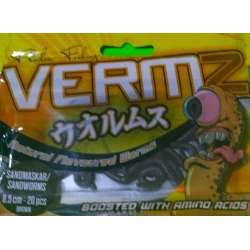 VERMZ
ウオルムス
Natural Flavoured Worms
SANDMASKAR/
SANDWORMS
8.5 cm - 20 pcs
BROWN
BOOSTED WITH AMINO ACIDS